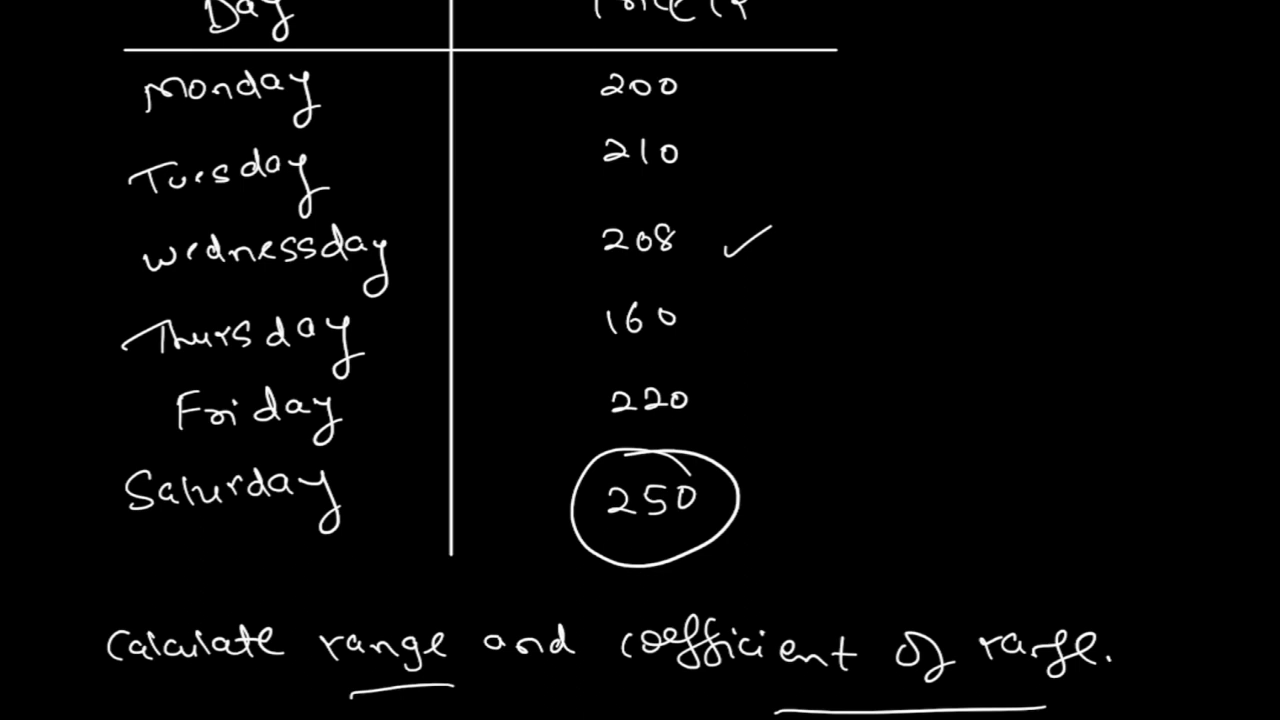 Day
Monday 200
Tuesday 210
wednessday 208
Thursday 160
Friday 220
Saturday 250
Calculate range and coefficient of range.